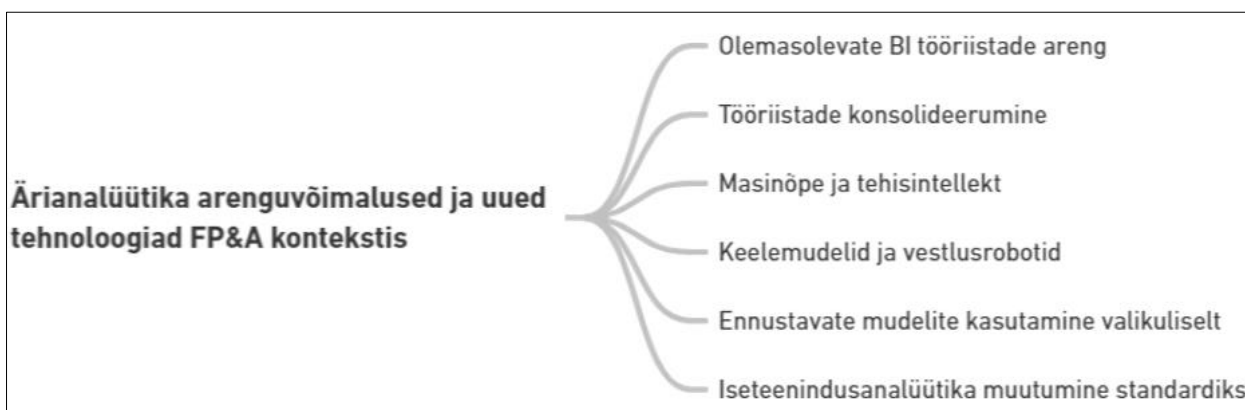 Ärianalüütika arenguvõimalused ja uued
tehnoloogiad FP&A kontekstis
Olemasolevate BI tööriistade areng
Tööriistade konsolideerumine
Masinõpe ja tehisintellekt
Keelemudelid ja vestlusrobotid
Ennustavate mudelite kasutamine valikuliselt
Iseteenindusanalüütika muutumine standardiks